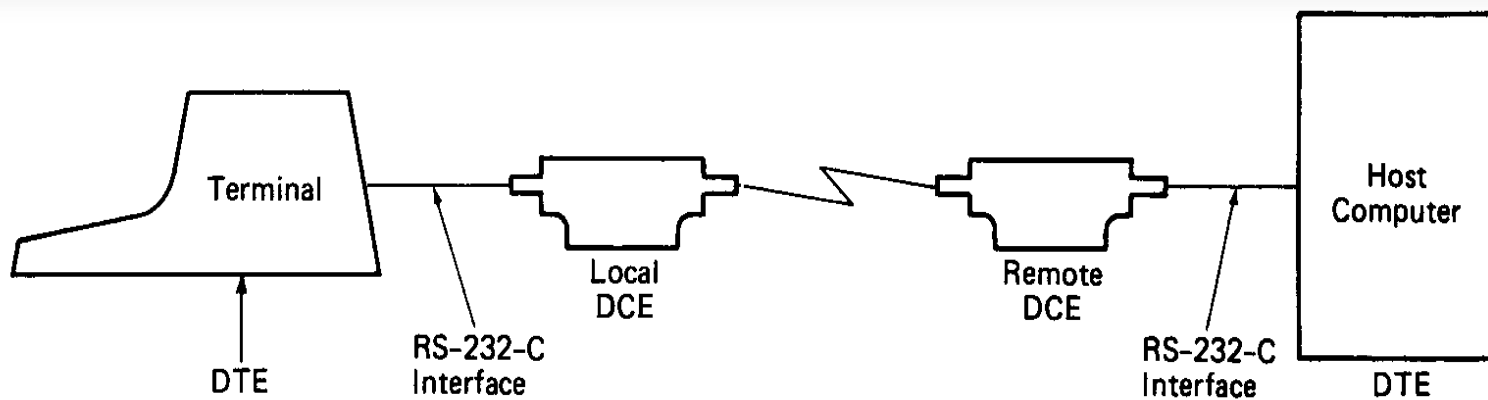 Terminal
Host
Computer
Local
DCE
Remote
DCE
RS-232-C
Interface
DTE
RS-232-C
Interface
DTE